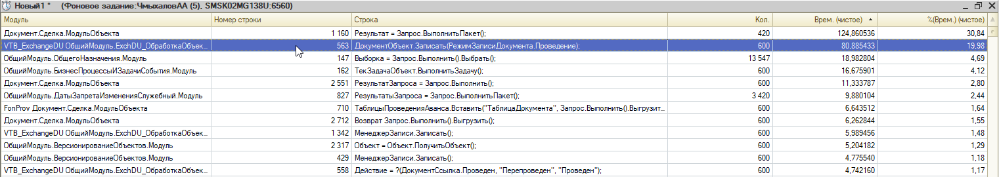 Новый1 * (Фоновое задание:ЧмыхаловАА (5), SMSK02MG138U:6560)
Модуль Номер строки Строка Кол. Врем. (чистое) %(Врем.) (чистое)
Документ.Сделка.МодульОбъекта 1 160 Результат = Запрос.ВыполнитьПакет(); 420 124,860536 30,84
VTB_ExchangeDU ОбщийМодуль.ExchDU_ОбработкаОбъек... 563 ДокументОбъект.Записать(РежимЗаписиДокумента.Проведение); 600 80,885433 19,98
ОбщийМодуль.ОбщегоНазначения.Модуль 147 Выборка = Запрос.Выполнить().Выбрать(); 13 547 18,982804 4,69
ОбщийМодуль.БизнесПроцессыИЗадачиСобытия.Модуль 162 ТекЗадачаОбъект.ВыполнитьЗадачу(); 600 16,675901 4,12
Документ.Сделка.МодульОбъекта 2 551 РезультатЗапроса = Запрос.Выполнить(); 600 11,333787 2,80
ОбщийМодуль.ДатыЗапретаИзмененияСлужебный.Модуль 827 РезультатыЗапроса = Запрос.ВыполнитьПакет(); 3 420 9,880104 2,44
FonProv Документ.Сделка.МодульОбъекта 710 ТаблицыПроведенияАванса.Вставить("ТаблицаДокумента", Запрос.Выполнить().Выгрузит... 600 6,643512 1,64
Документ.Сделка.МодульОбъекта 2 712 Возврат Запрос.Выполнить().Выгрузить(); 600 6,262844 1,55
VTB_ExchangeDU ОбщийМодуль.ExchDU_ОбработкаОбъек... 1 342 МенеджерЗаписи.Записать(); 600 5,989456 1,48
ОбщийМодуль.ВерсионированиеОбъектов.Модуль 2 317 Объект = Объект.ПолучитьОбъект(); 600 5,204182 1,29
ОбщийМодуль.ВерсионированиеОбъектов.Модуль 429 МенеджерЗаписи.Записать(); 600 4,775540 1,18
VTB_ExchangeDU ОбщийМодуль.ExchDU_ОбработкаОбъек... 558 Действие = ?(ДокументСсылка.Проведен, "Перепроведен", "Проведен"); 600 4,742160 1,17